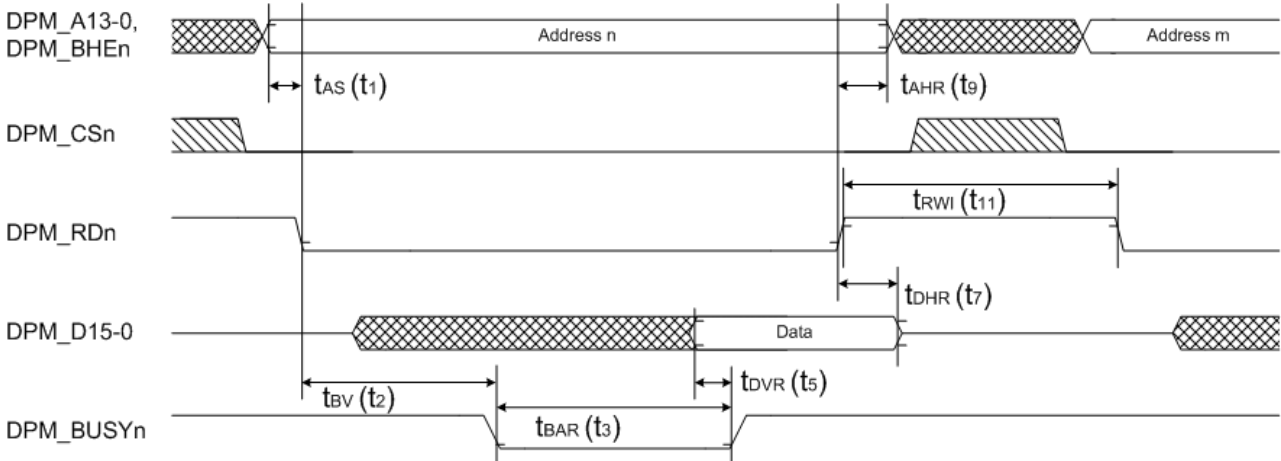 DPM_A13-0,
DPM_BHEn
Address n
Address m
tAS (t1)
tAHR (t9)
DPM_CSn
tRWI (t11)
DPM_RDn
tDHR (t7)
DPM_D15-0
Data
tBV (t2)
tDVR (t5)
DPM_BUSYn
tBAR (t3)